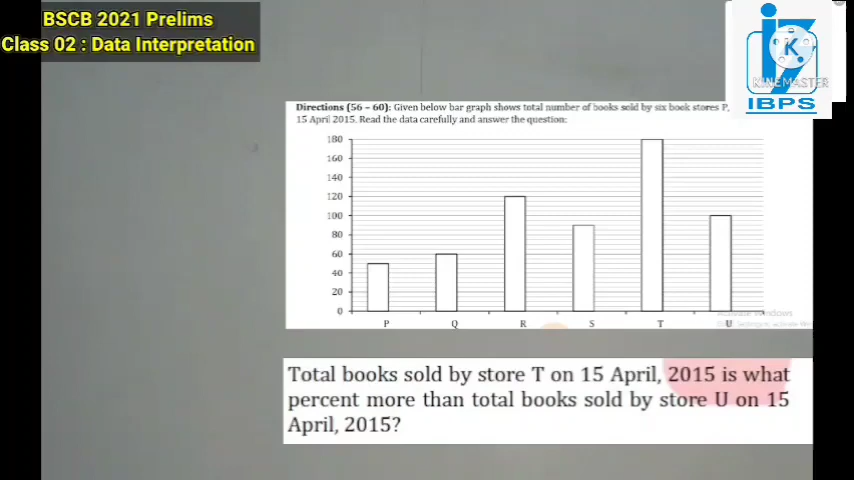 BSCB 2021 Prelims
Class 02 : Data Interpretation
K
KINEMASTER
IBPS
Directions (56 – 60): Given below bar graph shows total number of books sold by six book stores P,
15 April 2015. Read the data carefully and answer the question:
180
160
140
120
100
80
60
40
20
0
P Q R S T U
Activate Windows
Total books sold by store T on 15 April, 2015 is what
percent more than total books sold by store U on 15
April, 2015?